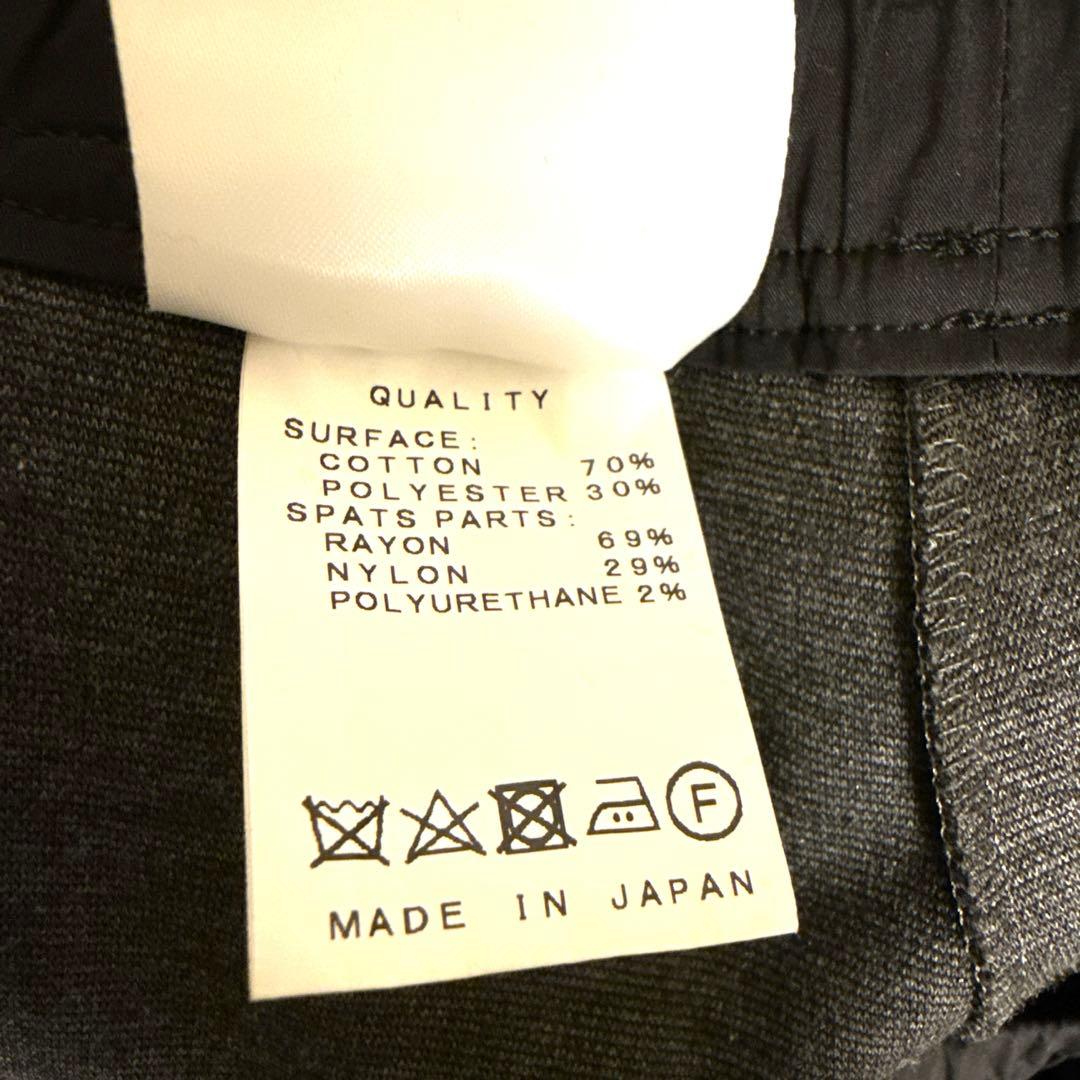 QUALITY
SURFACE:
COTTON 70%
POLYESTER 30%
SPATS PARTS:
RAYON 69%
NYLON 29%
POLYURETHANE 2%
F
MADE IN JAPAN